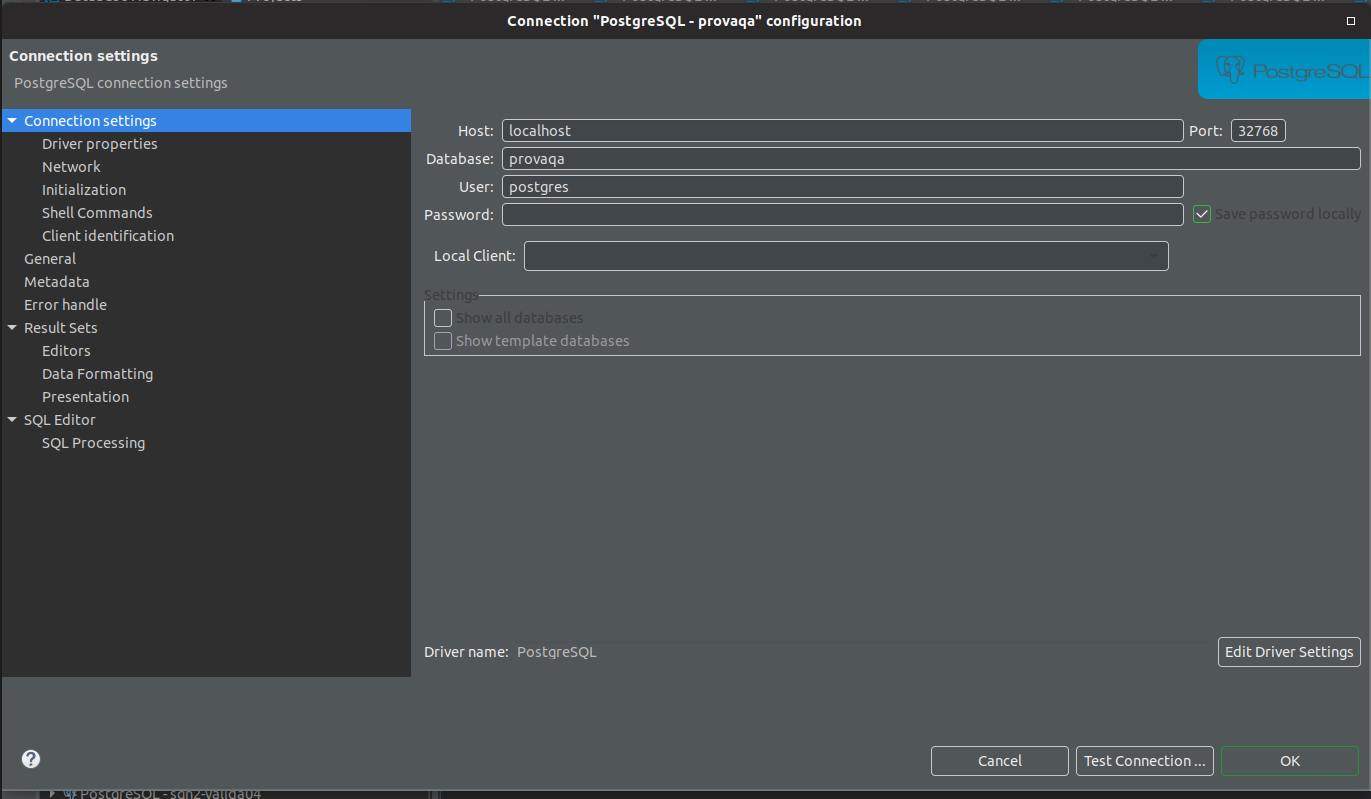 Connection "PostgreSQL - provaqa" configuration
Connection settings
PostgreSQL connection settings
PostgreSQL
Connection settings
Driver properties
Network
Initialization
Shell Commands
Client identification
General
Metadata
Error handle
Result Sets
Editors
Data Formatting
Presentation
SQL Editor
SQL Processing
Host: localhost Port: 32768
Database: provaqa
User: postgres
Password: Save password locally
Local Client:
Settings
Show all databases
Show template databases
Driver name: PostgreSQL Edit Driver Settings
Cancel Test Connection ... OK
PostgreSQL - sgn2-valida04